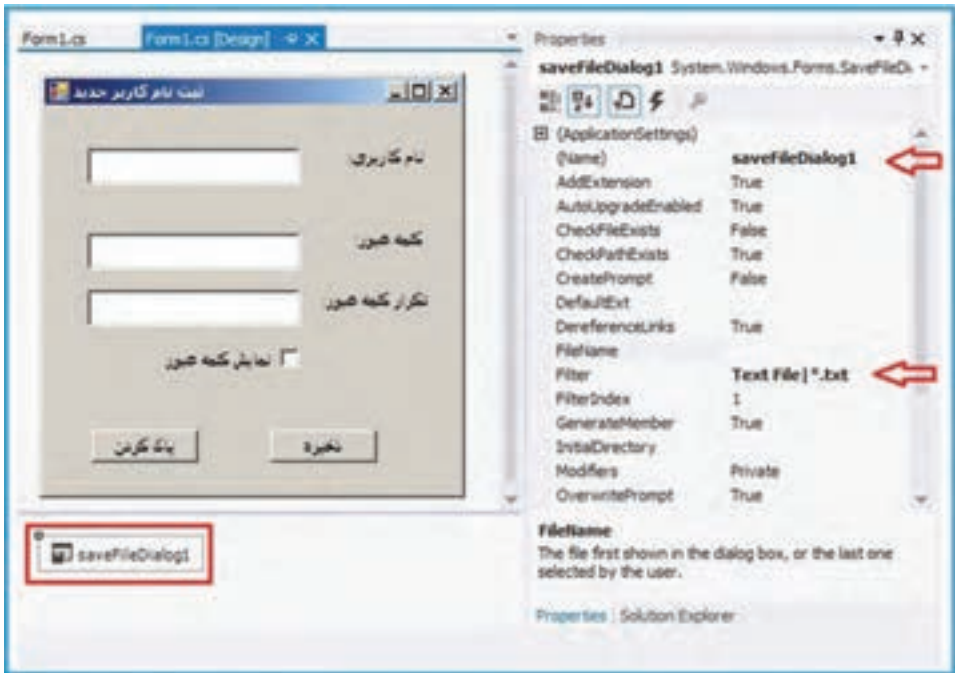 Form1.cs
Form1.cs [Design]
ثبت نام کاربر جدید
نام کاربری:
کلمه عبور:
تکرار کلمه عبور:
نمایش کلمه عبور
ذخیره
پاک کردن
saveFileDialog1
Properties
saveFileDialog1 System.Windows.Forms.SaveFileDi
(ApplicationSettings)
(Name) saveFileDialog1
AddExtension True
AutoUpgradeEnabled True
CheckFileExists False
CheckPathExists True
CreatePrompt False
DefaultExt
DereferenceLinks True
FileName
Filter Text File|*.txt
FilterIndex 1
GenerateMember True
InitialDirectory
Modifiers Private
OverwritePrompt True
FileName
The file first shown in the dialog box, or the last one
selected by the user.
Properties Solution Explorer